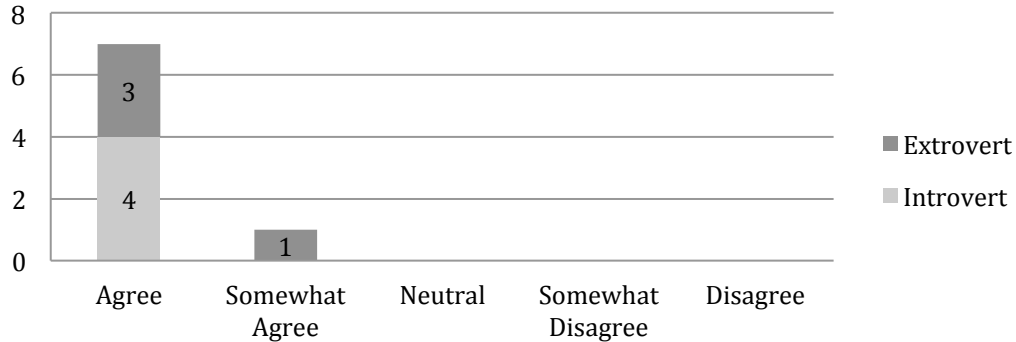 8
6
4
2
0
3
4
1
Agree
Somewhat
Agree
Neutral
Somewhat
Disagree
Disagree
Extrovert
Introvert